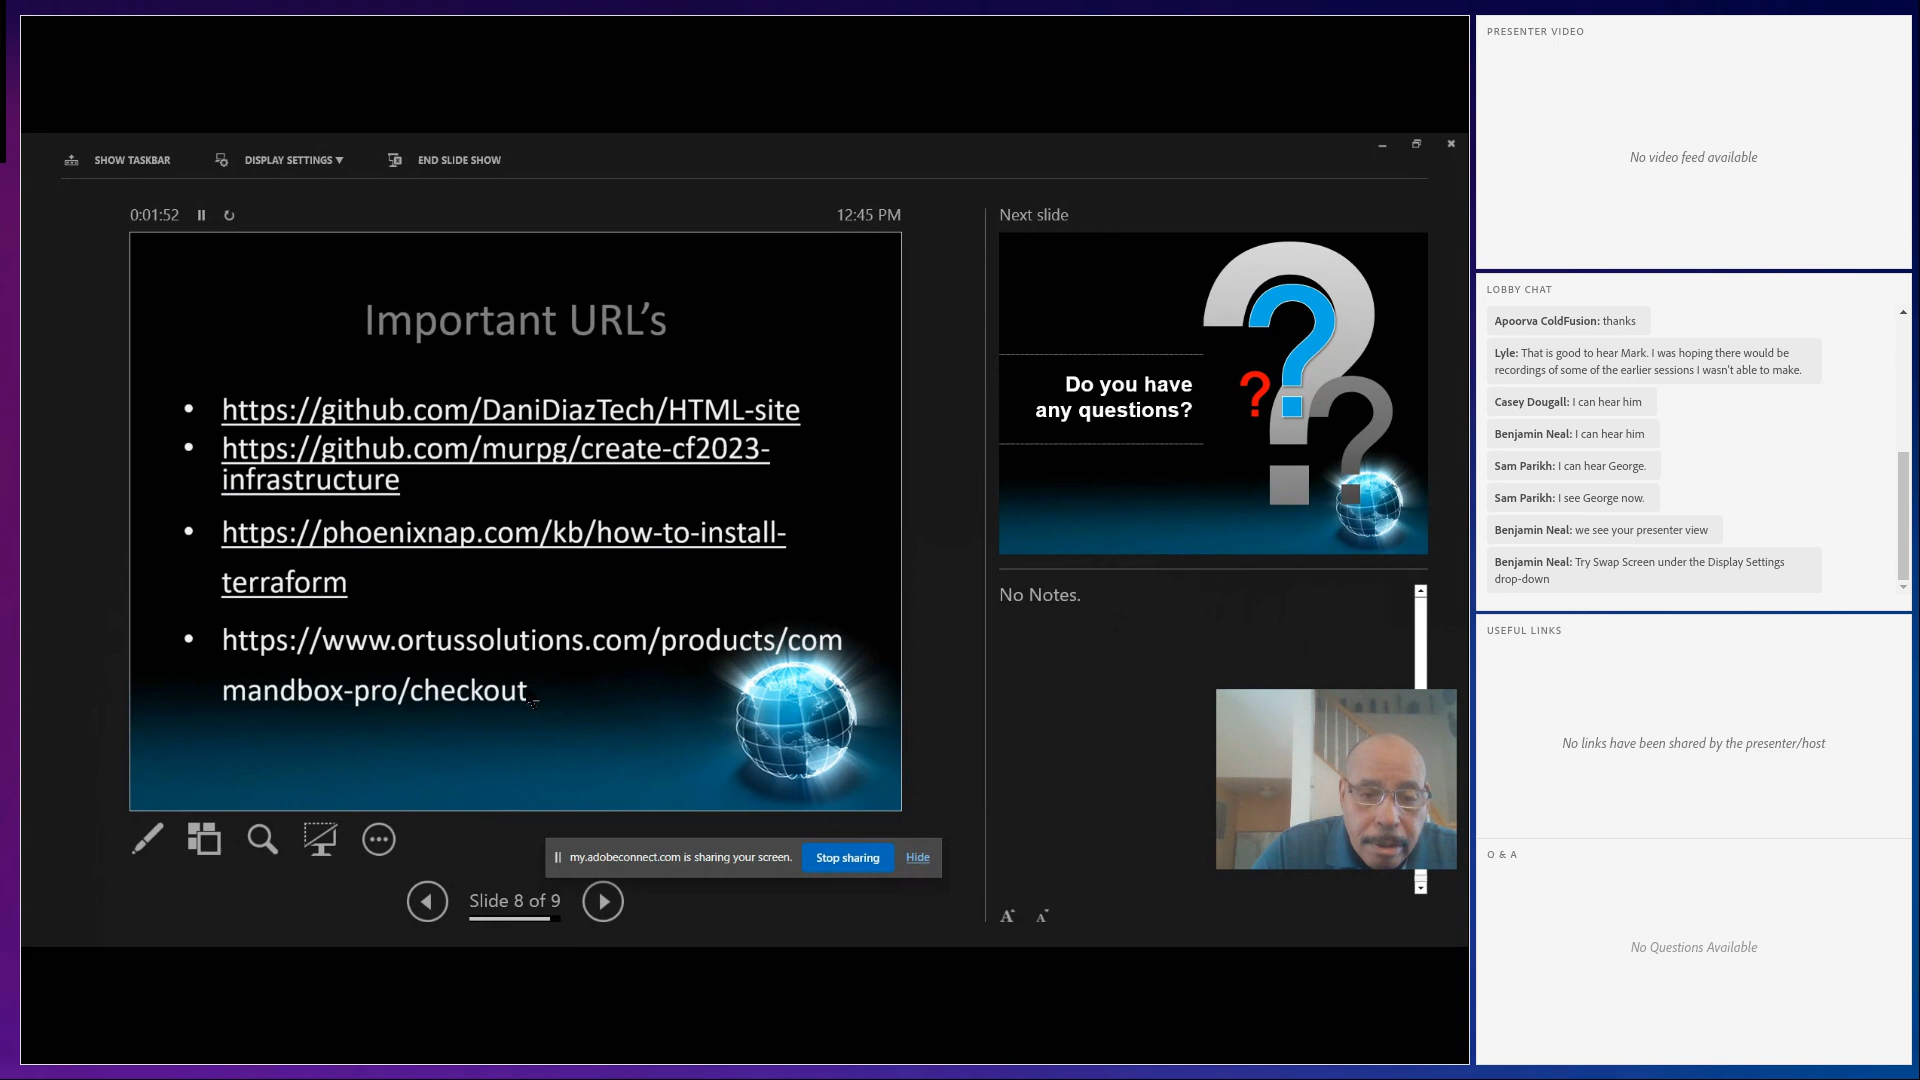 SHOW TASKBAR
DISPLAY SETTINGS ▼
END SLIDE SHOW
0:01:52
12:45 PM
Important URL's
• https://github.com/DaniDiazTech/HTML-site
• https://github.com/murpg/create-cf2023-
infrastructure
• https://phoenixnap.com/kb/how-to-install-
terraform
• https://www.ortussolutions.com/products/com
mandbox-pro/checkout
my.adobeconnect.com is sharing your screen.
Stop sharing
Hide
Slide 8 of 9
Next slide
Do you have
any questions?
No Notes.
A
A
PRESENTER VIDEO
No video feed available
LOBBY CHAT
Apoorva ColdFusion: thanks
Lyle: That is good to hear Mark. I was hoping there would be
recordings of some of the earlier sessions I wasn't able to make.
Casey Dougall: I can hear him
Benjamin Neal: I can hear him
Sam Parikh: I can hear George.
Sam Parikh: I see George now.
Benjamin Neal: we see your presenter view
Benjamin Neal: Try Swap Screen under the Display Settings
drop-down
USEFUL LINKS
No links have been shared by the presenter/host
Q & A
No Questions Available